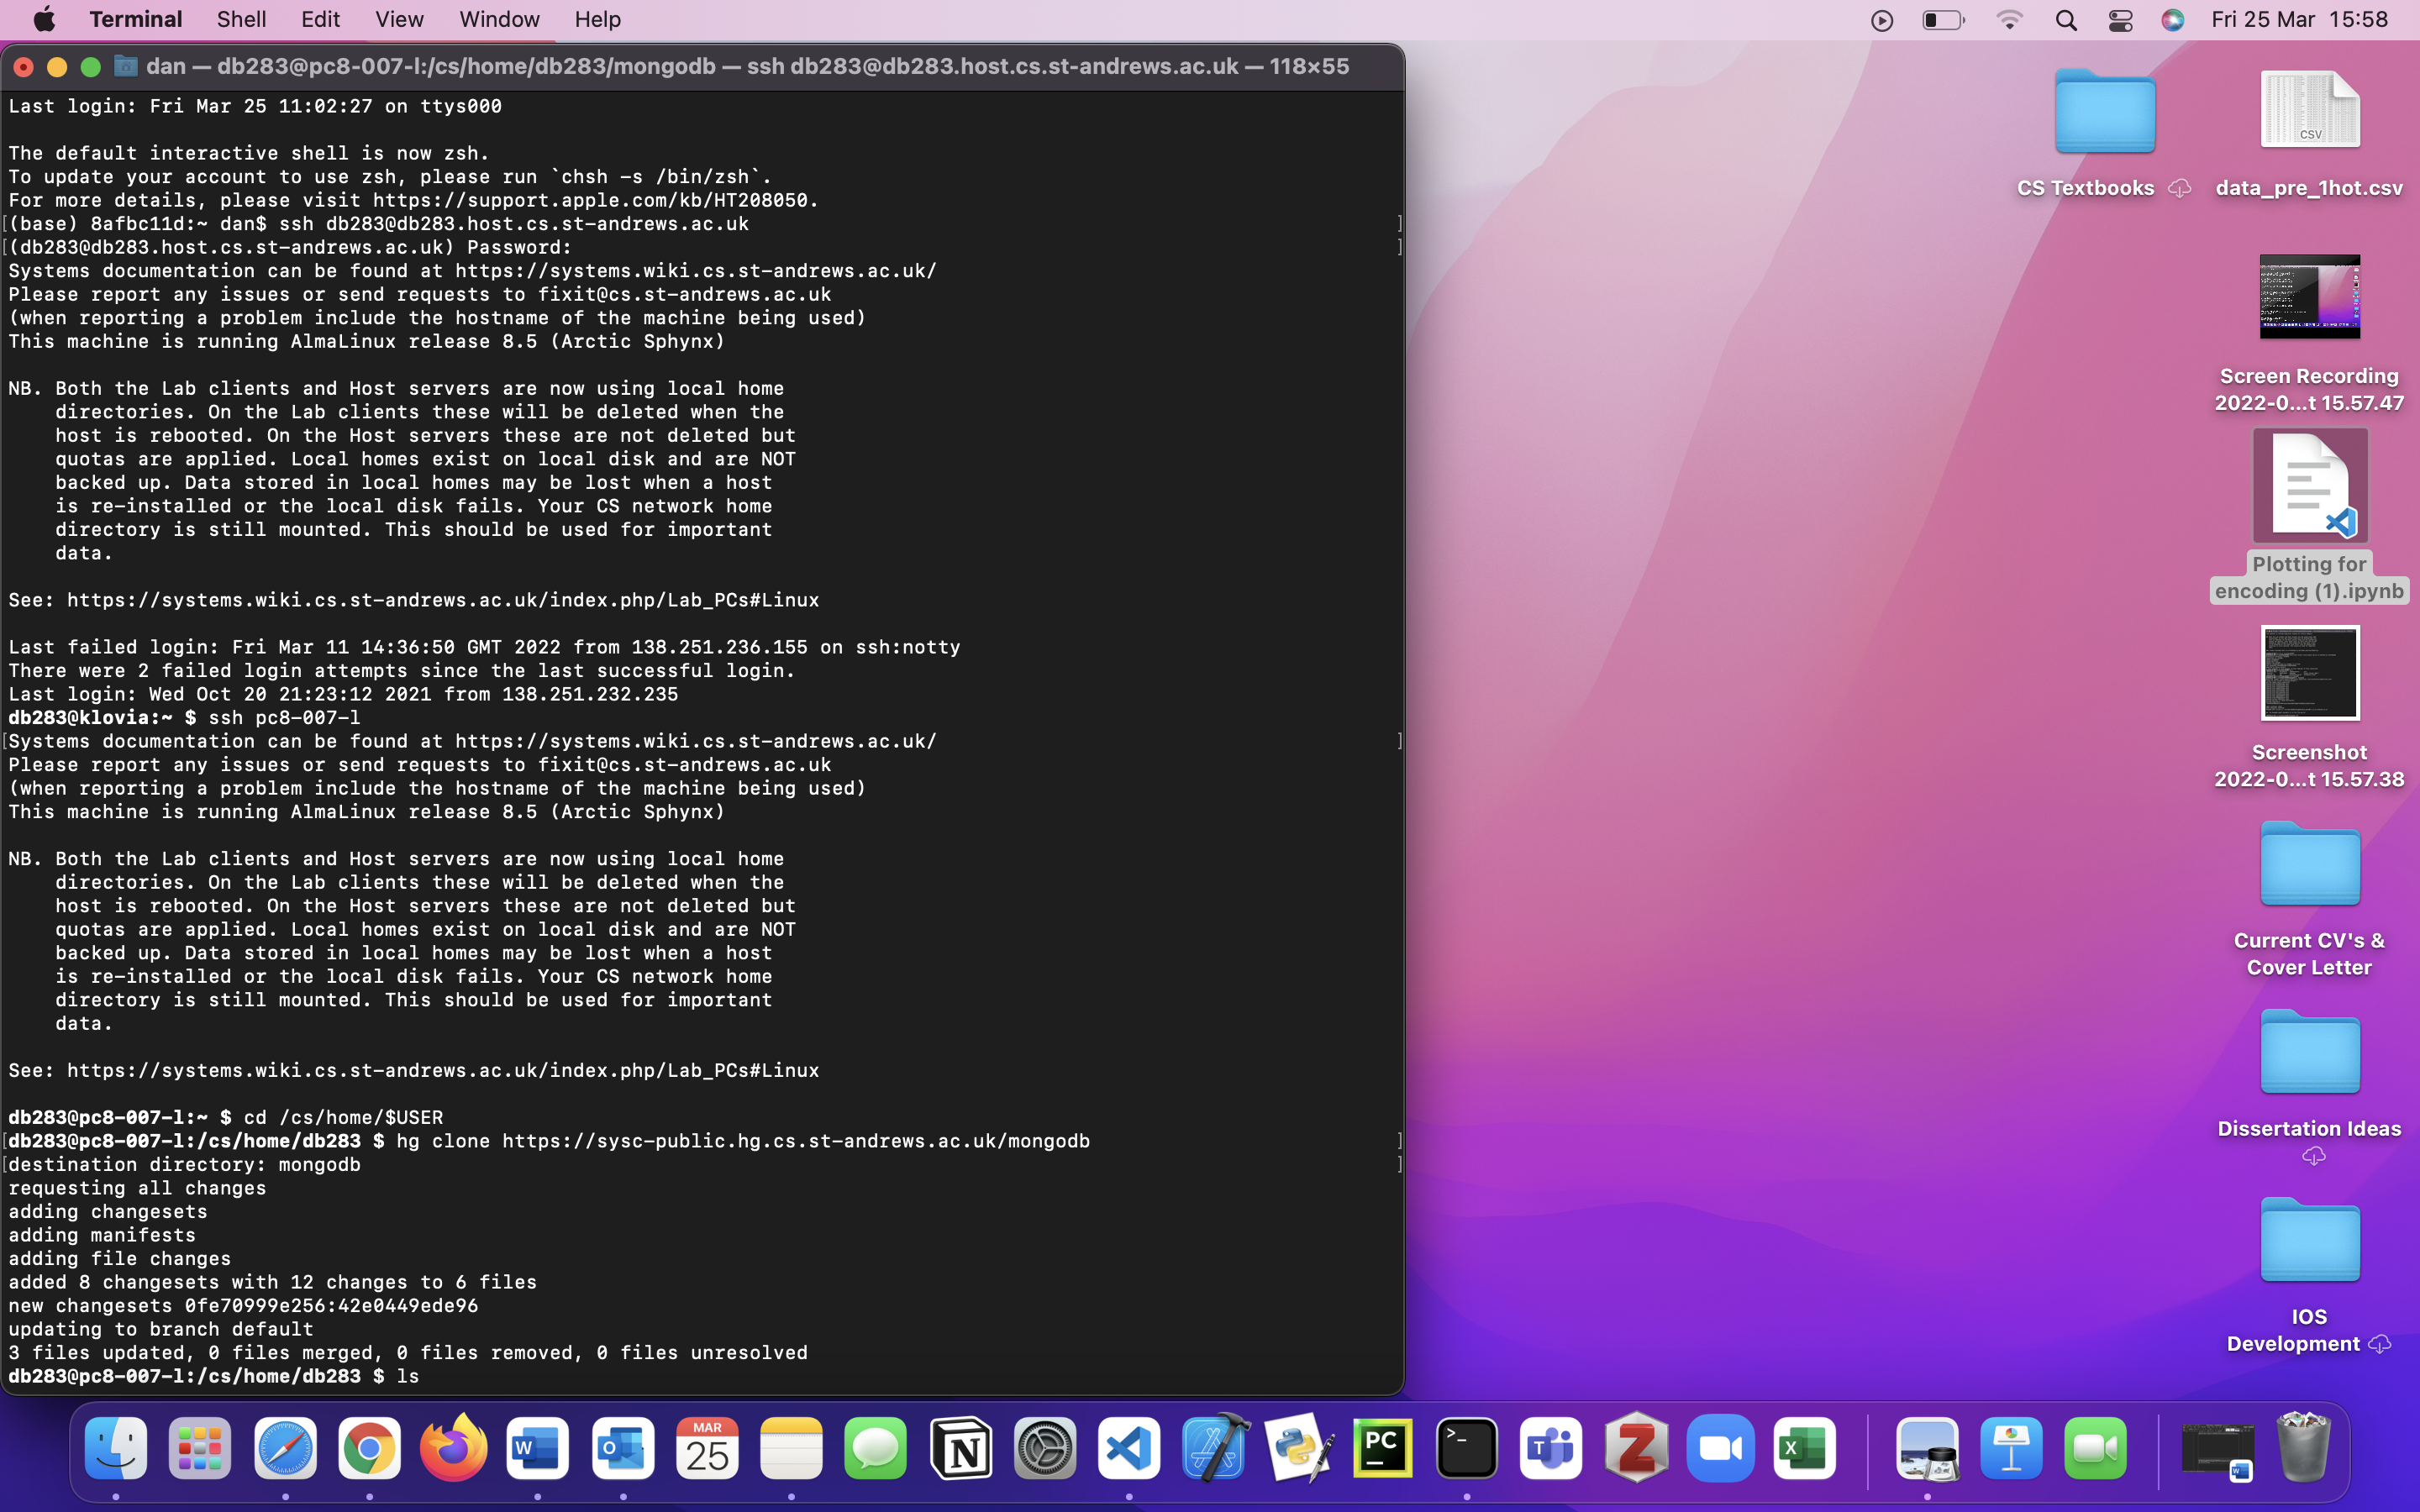 Terminal Shell Edit View Window Help Fri 25 Mar 15:58
dan — db283@pc8-007-l:/cs/home/db283/mongodb — ssh db283@db283.host.cs.st-andrews.ac.uk — 118×55
Last login: Fri Mar 25 11:02:27 on ttys000
The default interactive shell is now zsh.
To update your account to use zsh, please run `chsh -s /bin/zsh`.
For more details, please visit https://support.apple.com/kb/HT208050.
[(base) 8afbc11d:~ dan$ ssh db283@db283.host.cs.st-andrews.ac.uk ]
[(db283@db283.host.cs.st-andrews.ac.uk) Password: ]
Systems documentation can be found at https://systems.wiki.cs.st-andrews.ac.uk/
Please report any issues or send requests to fixit@cs.st-andrews.ac.uk
(when reporting a problem include the hostname of the machine being used)
This machine is running AlmaLinux release 8.5 (Arctic Sphynx)
NB. Both the Lab clients and Host servers are now using local home
directories. On the Lab clients these will be deleted when the
host is rebooted. On the Host servers these are not deleted but
quotas are applied. Local homes exist on local disk and are NOT
backed up. Data stored in local homes may be lost when a host
is re-installed or the local disk fails. Your CS network home
directory is still mounted. This should be used for important
data.
See: https://systems.wiki.cs.st-andrews.ac.uk/index.php/Lab_PCs#Linux
Last failed login: Fri Mar 11 14:36:50 GMT 2022 from 138.251.236.155 on ssh:notty
There were 2 failed login attempts since the last successful login.
Last login: Wed Oct 20 21:23:12 2021 from 138.251.232.235
db283@klovia:~ $ ssh pc8-007-l
[Systems documentation can be found at https://systems.wiki.cs.st-andrews.ac.uk/ ]
Please report any issues or send requests to fixit@cs.st-andrews.ac.uk
(when reporting a problem include the hostname of the machine being used)
This machine is running AlmaLinux release 8.5 (Arctic Sphynx)
NB. Both the Lab clients and Host servers are now using local home
directories. On the Lab clients these will be deleted when the
host is rebooted. On the Host servers these are not deleted but
quotas are applied. Local homes exist on local disk and are NOT
backed up. Data stored in local homes may be lost when a host
is re-installed or the local disk fails. Your CS network home
directory is still mounted. This should be used for important
data.
See: https://systems.wiki.cs.st-andrews.ac.uk/index.php/Lab_PCs#Linux
db283@pc8-007-l:~ $ cd /cs/home/$USER
[db283@pc8-007-l:/cs/home/db283 $ hg clone https://sysc-public.hg.cs.st-andrews.ac.uk/mongodb ]
[destination directory: mongodb ]
requesting all changes
adding changesets
adding manifests
adding file changes
added 8 changesets with 12 changes to 6 files
new changesets 0fe70999e256:42e0449ede96
updating to branch default
3 files updated, 0 files merged, 0 files removed, 0 files unresolved
db283@pc8-007-l:/cs/home/db283 $ ls
CS Textbooks
CSV
data_pre_1hot.csv
Screen Recording
2022-0...t 15.57.47
Plotting for
encoding (1).ipynb
Screenshot
2022-0...t 15.57.38
Current CV's &
Cover Letter
Dissertation Ideas
IOS
Development
W
O
MAR
25
N
PC
>_
T
Z
X
W